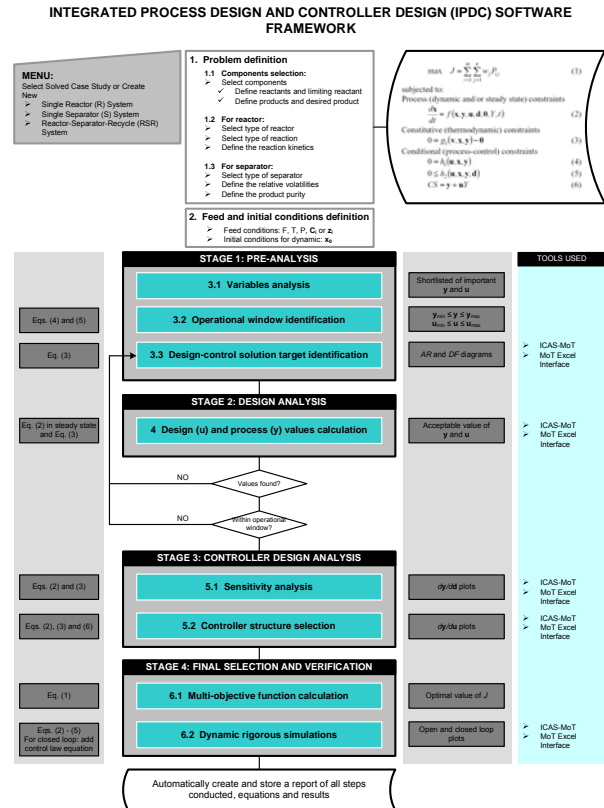 INTEGRATED PROCESS DESIGN AND CONTROLLER DESIGN (IPDC) SOFTWARE
FRAMEWORK
MENU:
Select Solved Case Study or Create
New
➢ Single Reactor (R) System
➢ Single Separator (S) System
➢ Reactor-Separator-Recycle (RSR)
System
1. Problem definition
1.1 Components selection:
➢ Select components
✓ Define reactants and limiting reactant
✓ Define products and desired product
1.2 For reactor:
➢ Select type of reactor
➢ Select type of reaction
➢ Define the reaction kinetics
1.3 For separator:
➢ Select type of separator
➢ Define the relative volatilities
➢ Define the product purity
max J = ∑∑ w_j P_{i,j} (1)
subjected to:
Process (dynamic and/or steady state) constraints
dx/dt = f(x, y, u, d, θ, Y, t) (2)
Constitutive (thermodynamic) constraints
0 = g_1(v, x, y) − θ (3)
Conditional (process-control) constraints
0 = h_1(u, x, y) (4)
0 ≤ h_2(u, x, y, d) (5)
CS = y + uY (6)
2. Feed and initial conditions definition
➢ Feed conditions: F, T, P, C_i or z_i
➢ Initial conditions for dynamic: x_0
STAGE 1: PRE-ANALYSIS
TOOLS USED
3.1 Variables analysis
Shortlisted of important
y and u
Eqs. (4) and (5)
3.2 Operational window identification
y_min ≤ y ≤ y_max
u_min ≤ u ≤ u_max
Eq. (3)
3.3 Design-control solution target identification
AR and DF diagrams
➢ ICAS-MoT
➢ MoT Excel
Interface
STAGE 2: DESIGN ANALYSIS
Eq. (2) in steady state
and Eq. (3)
4 Design (u) and process (y) values calculation
Acceptable value of
y and u
➢ ICAS-MoT
➢ MoT Excel
Interface
NO
Values found?
NO
Within operational
window?
STAGE 3: CONTROLLER DESIGN ANALYSIS
Eqs. (2) and (3)
5.1 Sensitivity analysis
dy/dd plots
➢ ICAS-MoT
➢ MoT Excel
Interface
Eqs. (2), (3) and (6)
5.2 Controller structure selection
dy/du plots
➢ ICAS-MoT
➢ MoT Excel
Interface
STAGE 4: FINAL SELECTION AND VERIFICATION
Eq. (1)
6.1 Multi-objective function calculation
Optimal value of J
Eqs. (2) - (5)
For closed loop: add
control law equation
6.2 Dynamic rigorous simulations
Open and closed loop
plots
➢ ICAS-MoT
➢ MoT Excel
Interface
Automatically create and store a report of all steps
conducted, equations and results